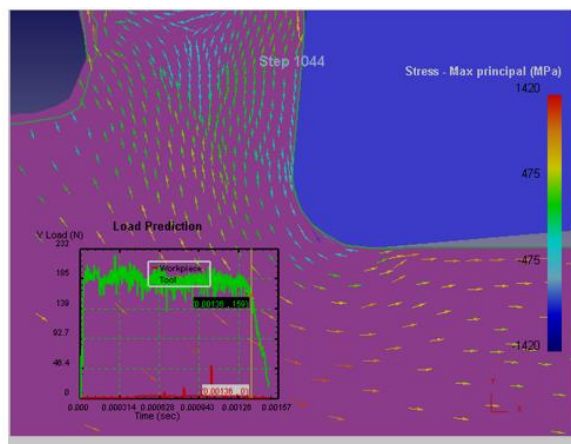 Step 1044
Stress - Max principal (MPa)
1420
475
-475
-1420
Load Prediction
Y Load (N)
232
185
139
92.7
46.4
0
Workpiece
Tool
(0.00136 , 159)
(0.00136 , 0)
0.000
0.000314
0.000628
0.000940
0.00126
0.00157
Time (sec)
Y
X